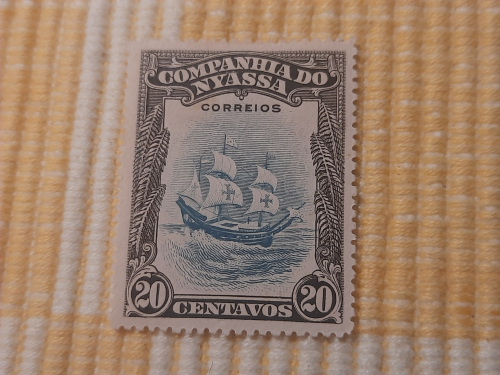 COMPANHIA DO
NYASSA
CORREIOS
20 CENTAVOS 20